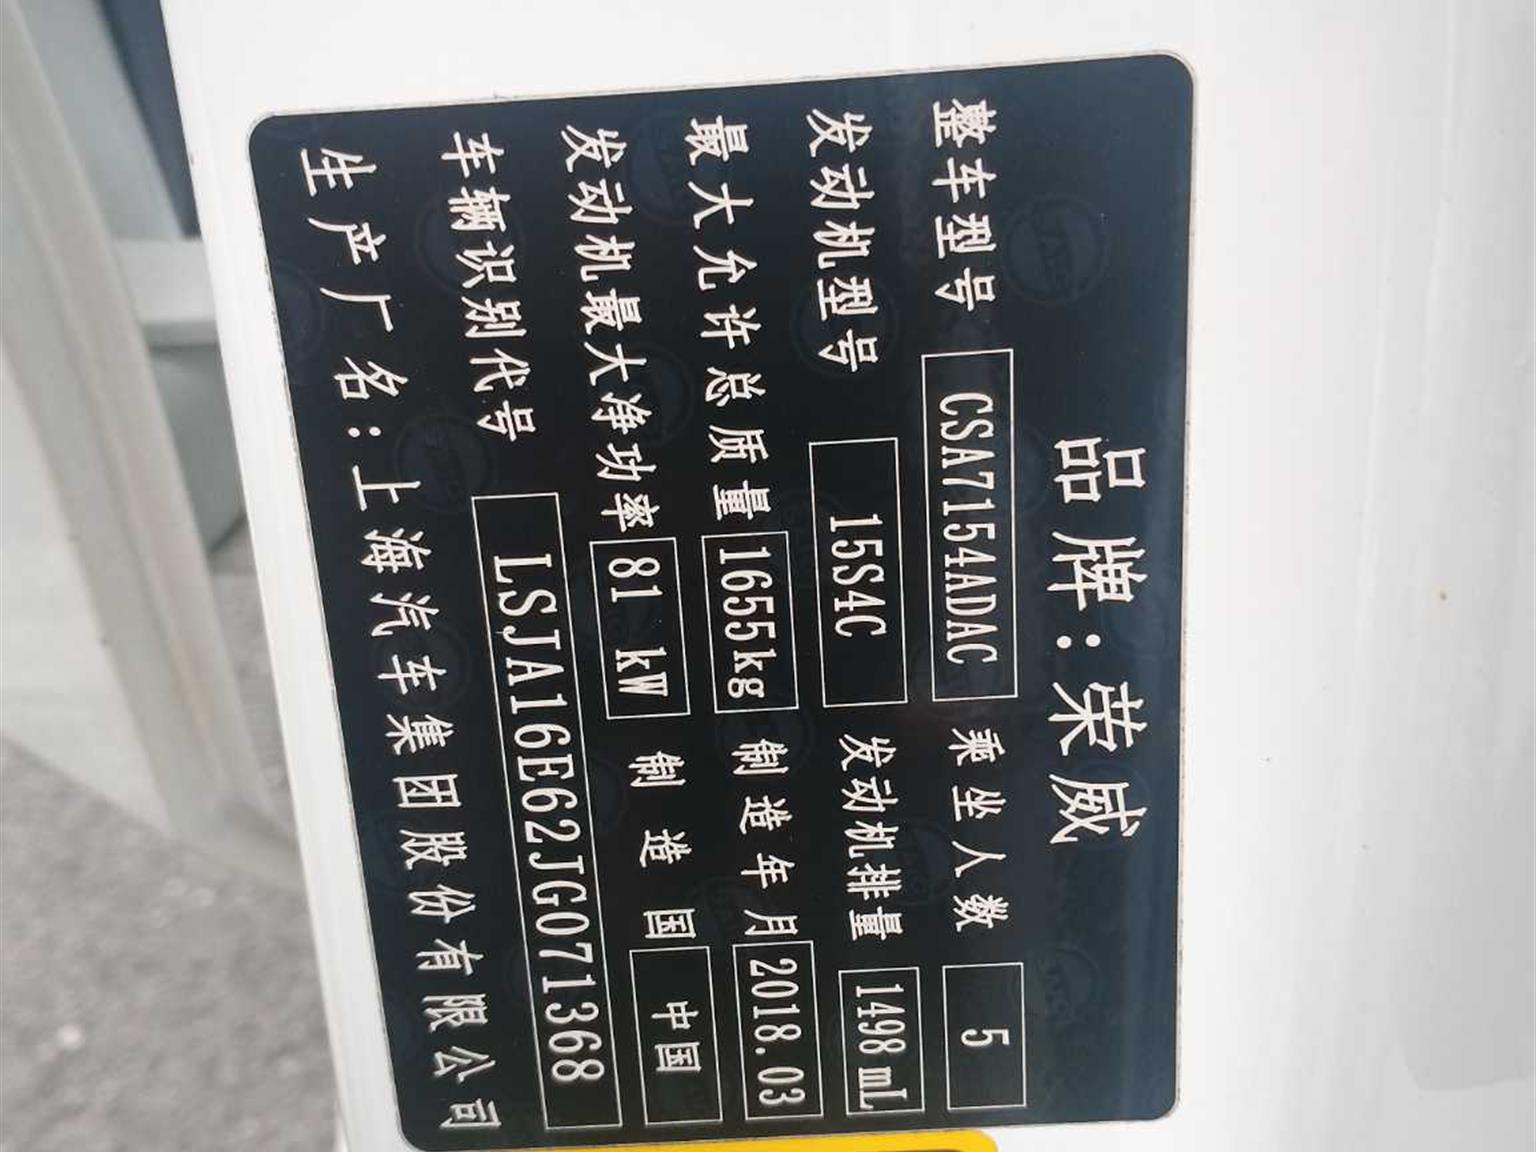 品牌:荣威
整车型号 CSA7154ADAC 乘坐人数 5
发动机型号 15S4C 发动机排量 1498 mL
最大允许总质量 1655kg 制造年月 2018.03
发动机最大净功率 81 kW 制造国 中国
车辆识别代号 LSJA16E62JG071368
生产厂名:上海汽车集团股份有限公司